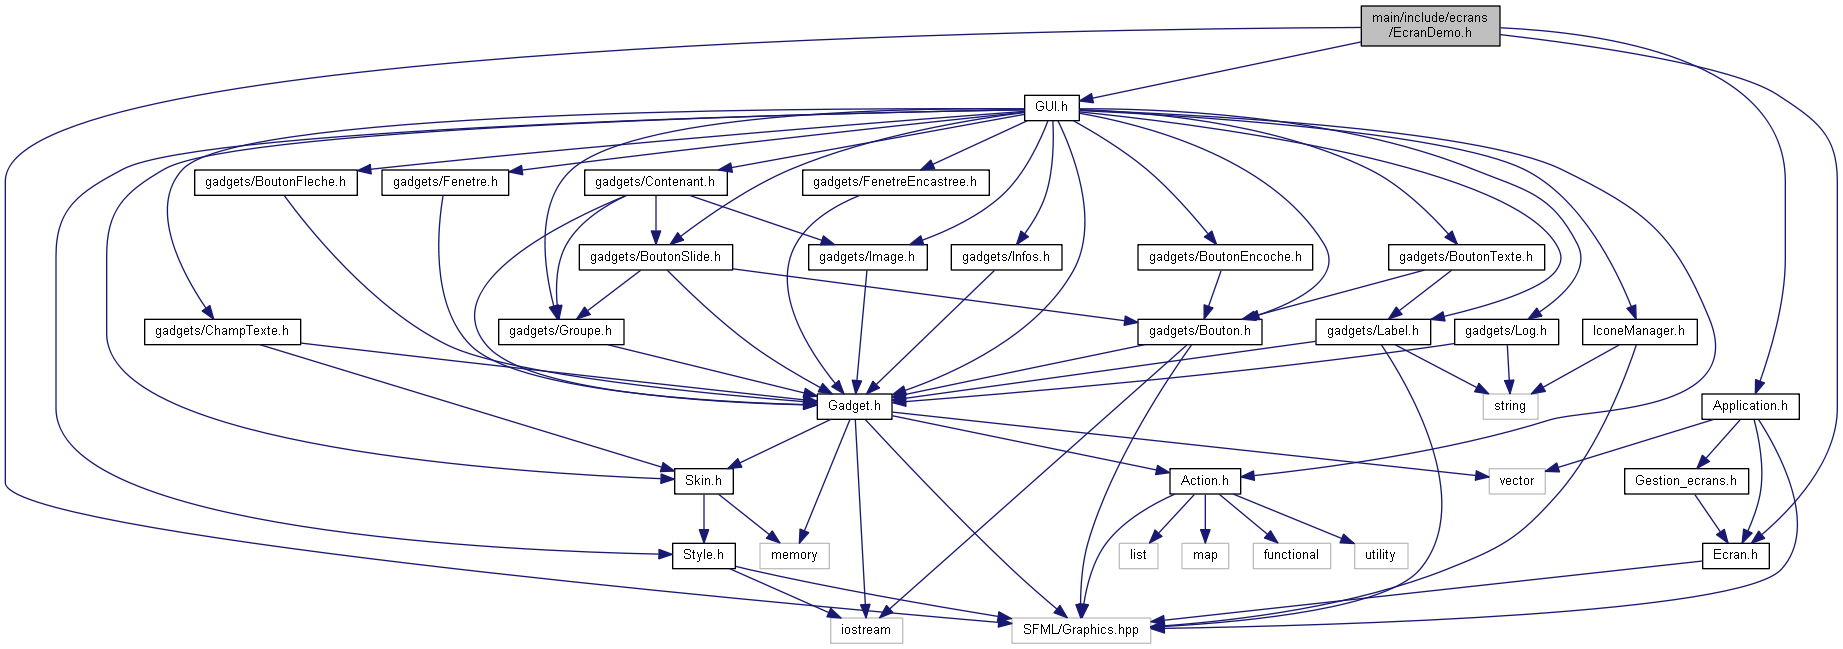 main/include/ecrans
/EcranDemo.h
GUI.h
gadgets/BoutonFleche.h
gadgets/Fenetre.h
gadgets/Contenant.h
gadgets/FenetreEncastree.h
gadgets/BoutonSlide.h
gadgets/Image.h
gadgets/Infos.h
gadgets/BoutonEncoche.h
gadgets/BoutonTexte.h
gadgets/ChampTexte.h
gadgets/Groupe.h
gadgets/Bouton.h
gadgets/Label.h
gadgets/Log.h
IconeManager.h
Gadget.h
string
Application.h
Skin.h
Action.h
vector
Gestion_ecrans.h
Style.h
memory
list
map
functional
utility
Ecran.h
iostream
SFML/Graphics.hpp